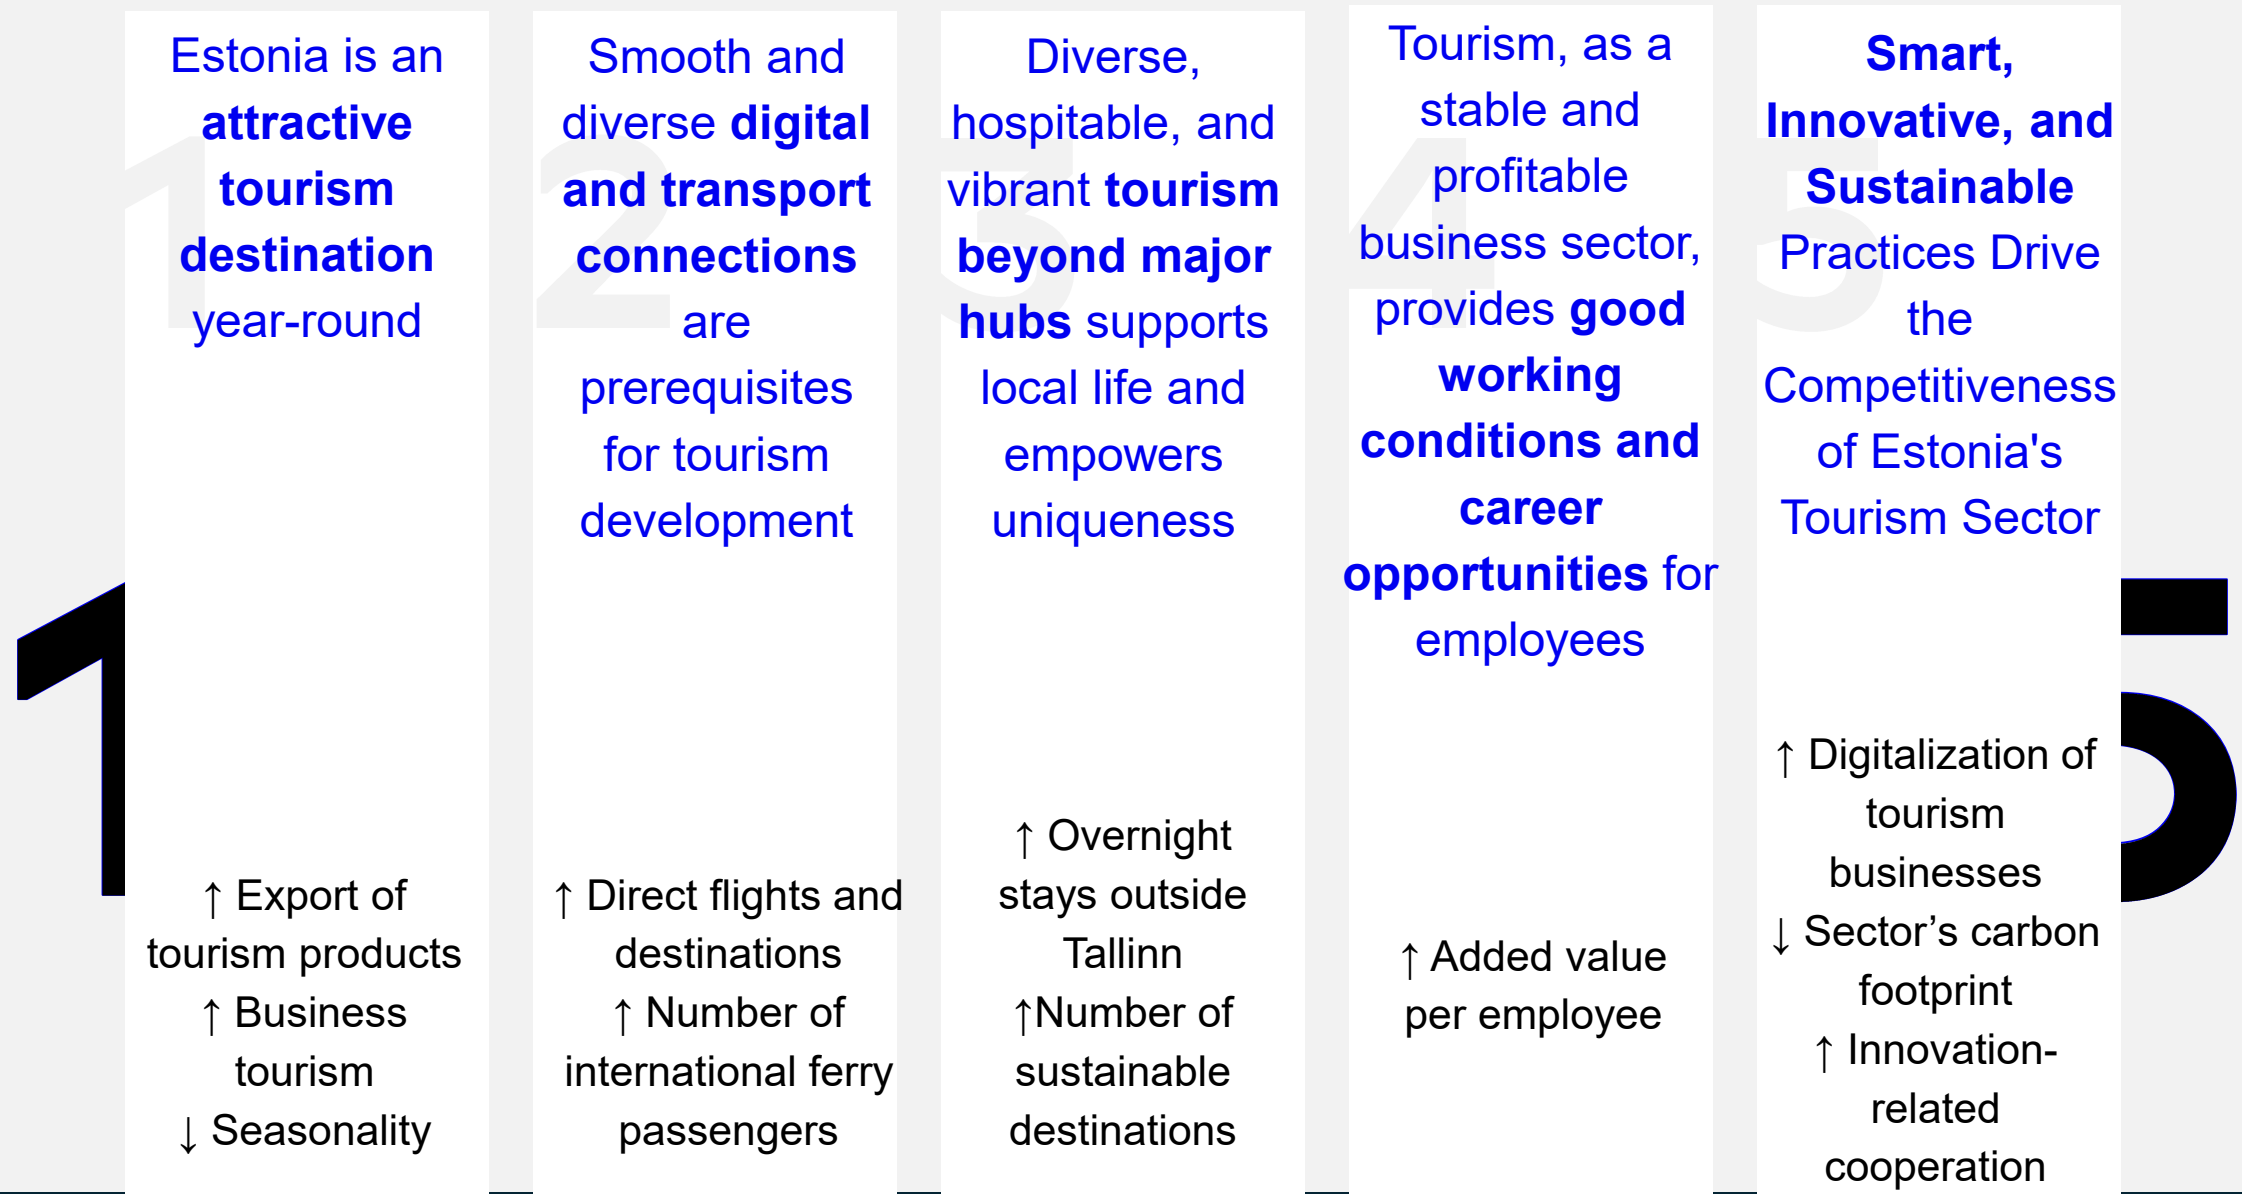 1
Estonia is an
attractive
tourism
destination
year-round
↑ Export of
tourism products
↑ Business
tourism
↓ Seasonality
2
Smooth and
diverse digital
and transport
connections
are
prerequisites
for tourism
development
↑ Direct flights and
destinations
↑ Number of
international ferry
passengers
3
Diverse,
hospitable, and
vibrant tourism
beyond major
hubs supports
local life and
empowers
uniqueness
↑ Overnight
stays outside
Tallinn
↑Number of
sustainable
destinations
4
Tourism, as a
stable and
profitable
business sector,
provides good
working
conditions and
career
opportunities for
employees
↑ Added value
per employee
5
Smart,
Innovative, and
Sustainable
Practices Drive
the
Competitiveness
of Estonia's
Tourism Sector
↑ Digitalization of
tourism
businesses
↓ Sector’s carbon
footprint
↑ Innovation-
related
cooperation
1
5